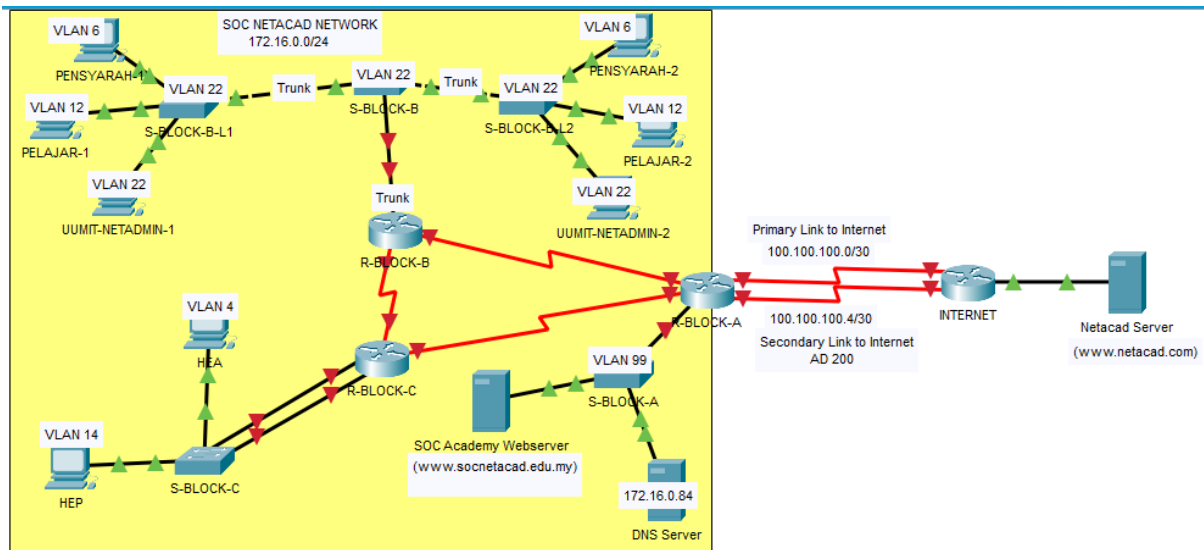 SOC NETACAD NETWORK
172.16.0.0/24
VLAN 6
PENSYARAH-1
VLAN 22
Trunk
VLAN 22
S-BLOCK-B
Trunk
VLAN 22
VLAN 6
PENSYARAH-2
VLAN 12
PELAJAR-1
S-BLOCK-B-L1
S-BLOCK-B-L2
VLAN 12
PELAJAR-2
VLAN 22
UUMIT-NETADMIN-1
Trunk
R-BLOCK-B
VLAN 22
UUMIT-NETADMIN-2
Primary Link to Internet
100.100.100.0/30
R-BLOCK-A
100.100.100.4/30
Secondary Link to Internet
AD 200
INTERNET
Netacad Server
(www.netacad.com)
VLAN 4
HEA
R-BLOCK-C
VLAN 99
S-BLOCK-A
SOC Academy Webserver
(www.socnetacad.edu.my)
VLAN 14
HEP
S-BLOCK-C
172.16.0.84
DNS Server